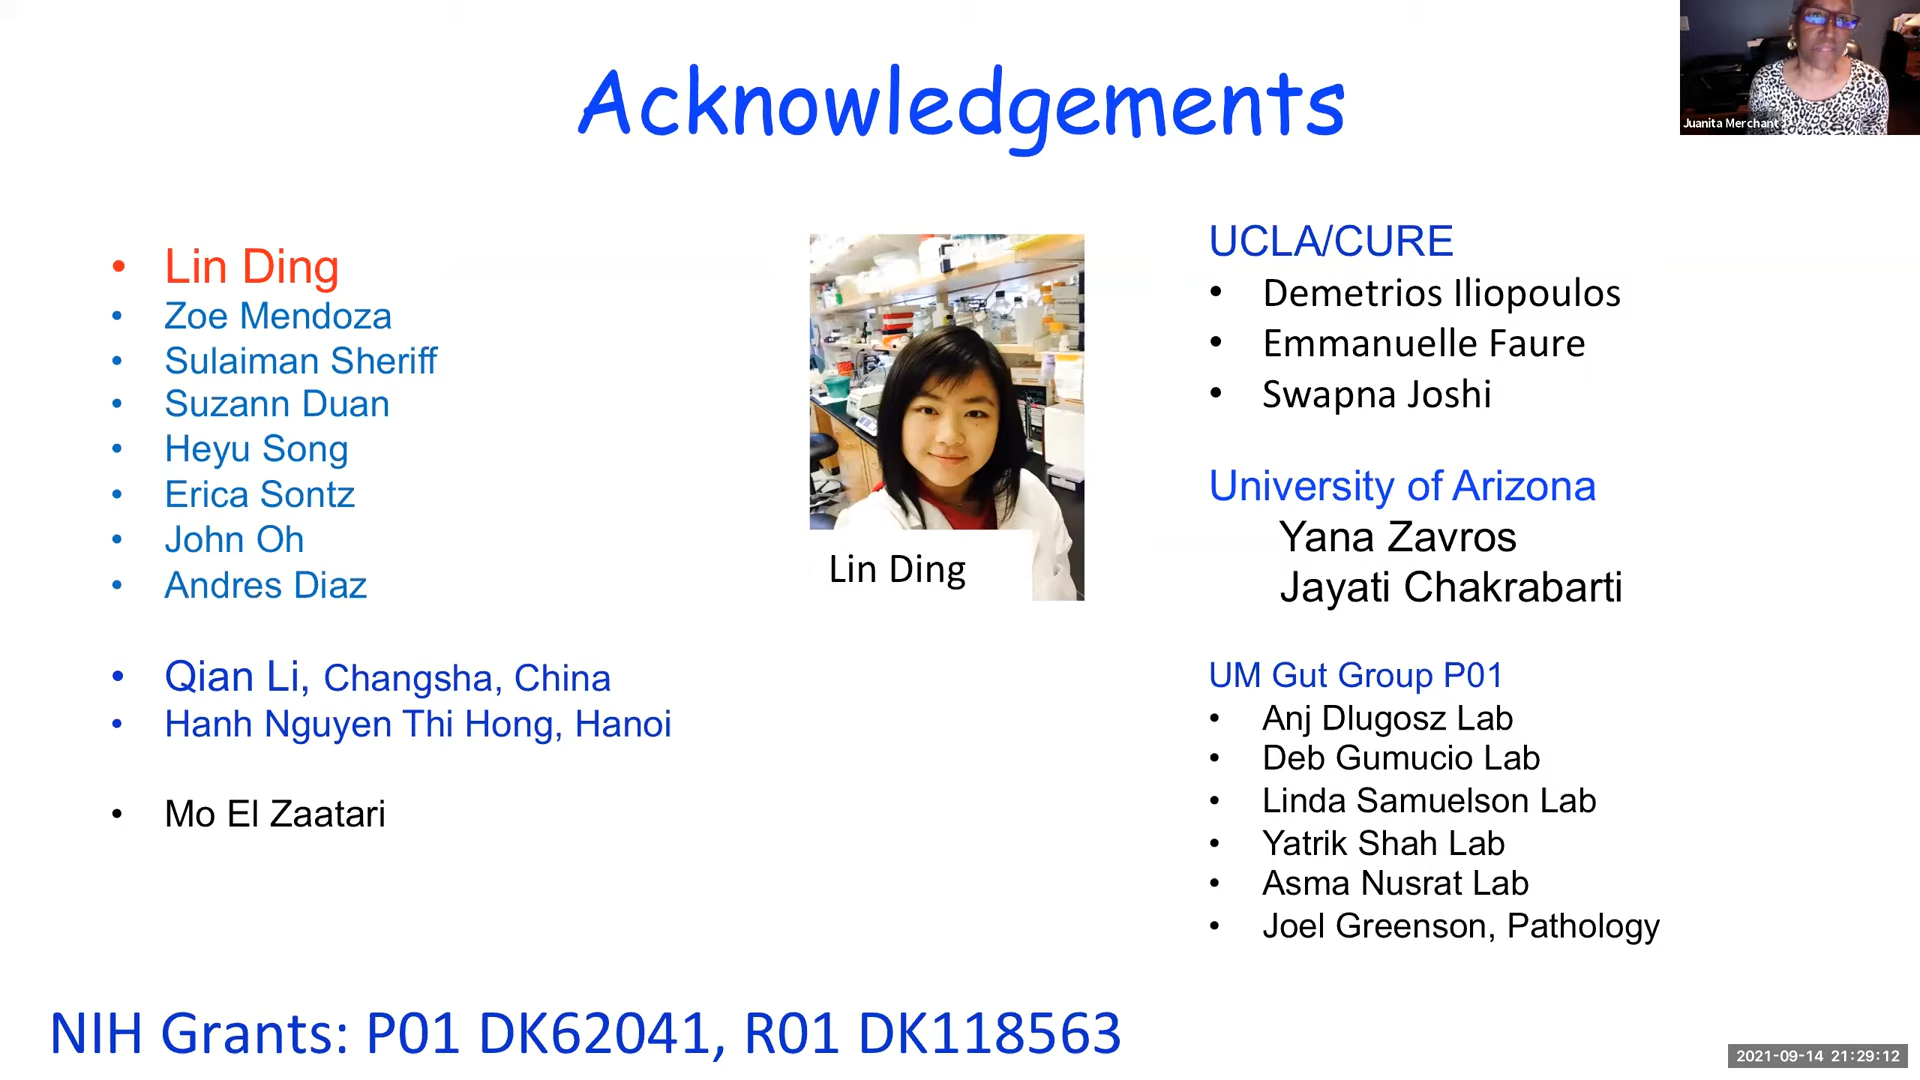 Acknowledgements
Juanita Merchant
• Lin Ding
• Zoe Mendoza
• Sulaiman Sheriff
• Suzann Duan
• Heyu Song
• Erica Sontz
• John Oh
• Andres Diaz
• Qian Li, Changsha, China
• Hanh Nguyen Thi Hong, Hanoi
• Mo El Zaatari
Lin Ding
UCLA/CURE
• Demetrios Iliopoulos
• Emmanuelle Faure
• Swapna Joshi
University of Arizona
Yana Zavros
Jayati Chakrabarti
UM Gut Group P01
• Anj Dlugosz Lab
• Deb Gumucio Lab
• Linda Samuelson Lab
• Yatrik Shah Lab
• Asma Nusrat Lab
• Joel Greenson, Pathology
NIH Grants: P01 DK62041, R01 DK118563
2021-09-14 21:29:12